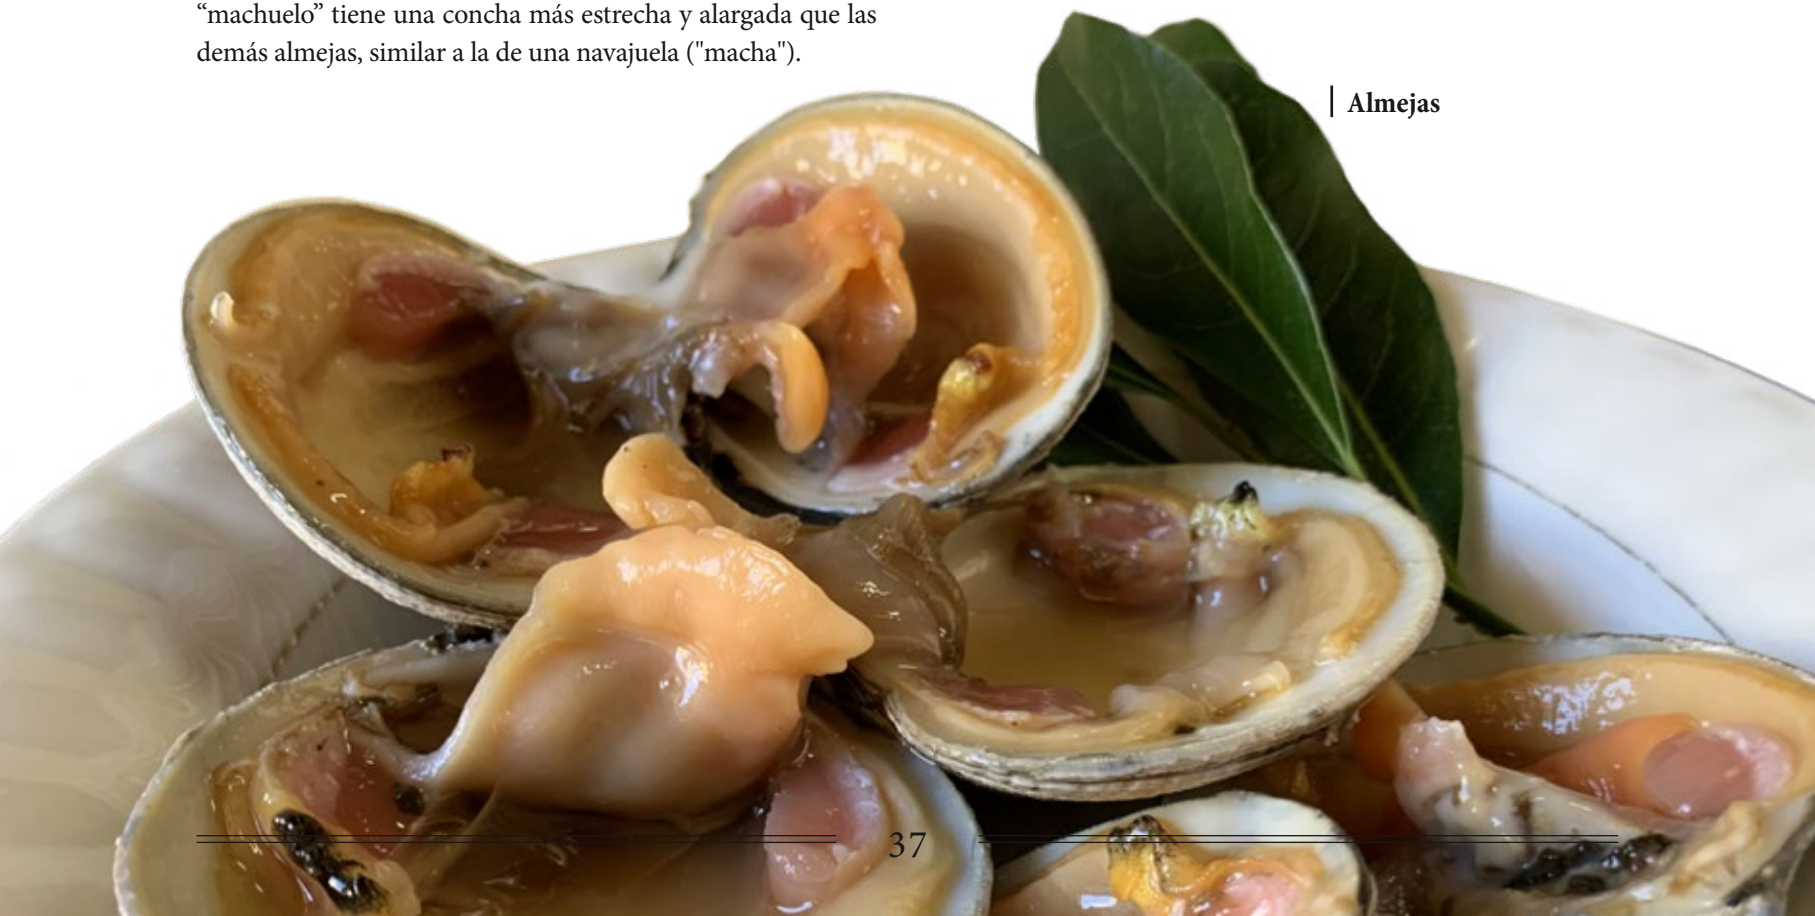 “machuelo” tiene una concha más estrecha y alargada que las
demás almejas, similar a la de una navajuela ("macha").
| Almejas
37